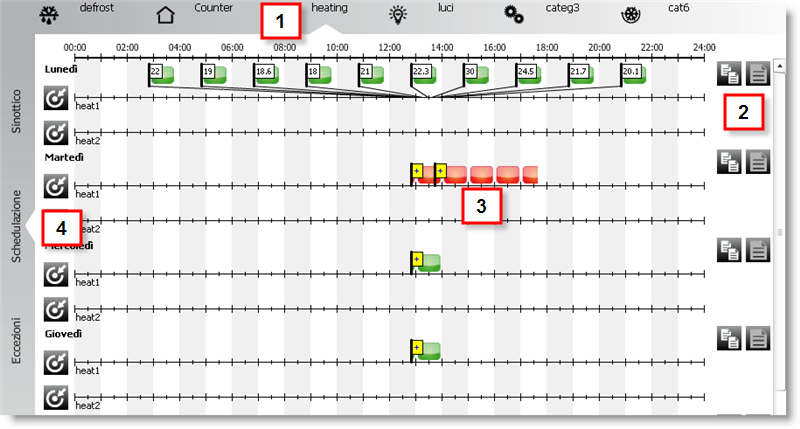 defrost Counter 1 heating luci categ3 cat6
00:00 02:00 04:00 06:00 08:00 10:00 12:00 14:00 16:00 18:00 20:00 22:00 24:00
Lunedì 22 19 18.6 18 21 22.3 30 24.5 21.7 20.1
heat1
2
heat2
Sinottico
Martedì
+ +
heat1
3
Schedulazione
4
heat2
Mercoledì
+
heat1
heat2
Eccezioni
Giovedì
+
heat1
heat2